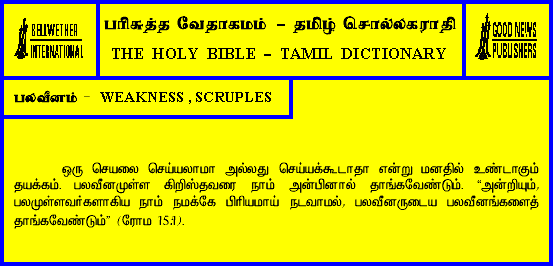 BELLWETHER
INTERNATIONAL
பரிசுத்த வேதாகமம் – தமிழ் சொல்லகராதி
THE HOLY BIBLE – TAMIL DICTIONARY
GOOD NEWS
PUBLISHERS
பலவீனம் – WEAKNESS , SCRUPLES
ஒரு செயலை செய்யலாமா அல்லது செய்யக்கூடாதா என்று மனதில் உண்டாகும்
தயக்கம். பலவீனமுள்ள கிறிஸ்தவரை நாம் அன்பினால் தாங்கவேண்டும். “அன்றியும்,
பலமுள்ளவர்களாகிய நாம் நமக்கே பிரியமாய் நடவாமல், பலவீனருடைய பலவீனங்களைத்
தாங்கவேண்டும்” (ரோம 15:1).